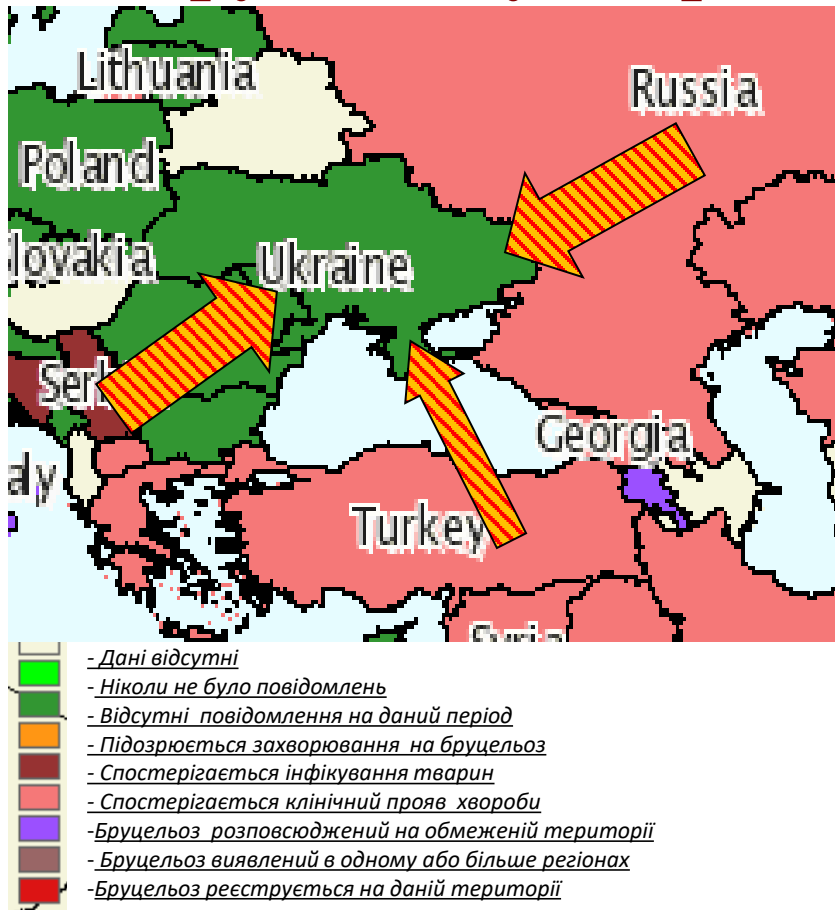 Lithuania
Russia
Poland
lovakia
Ukraine
Ser
Georgia
aly
Turkey
Syria
- Дані відсутні
- Ніколи не було повідомлень
- Відсутні повідомлення на даний період
- Підозрюється захворювання на бруцельоз
- Спостерігається інфікування тварин
- Спостерігається клінічний прояв хвороби
-Бруцельоз розповсюджений на обмеженій території
- Бруцельоз виявлений в одному або більше регіонах
-Бруцельоз реєструється на даній території